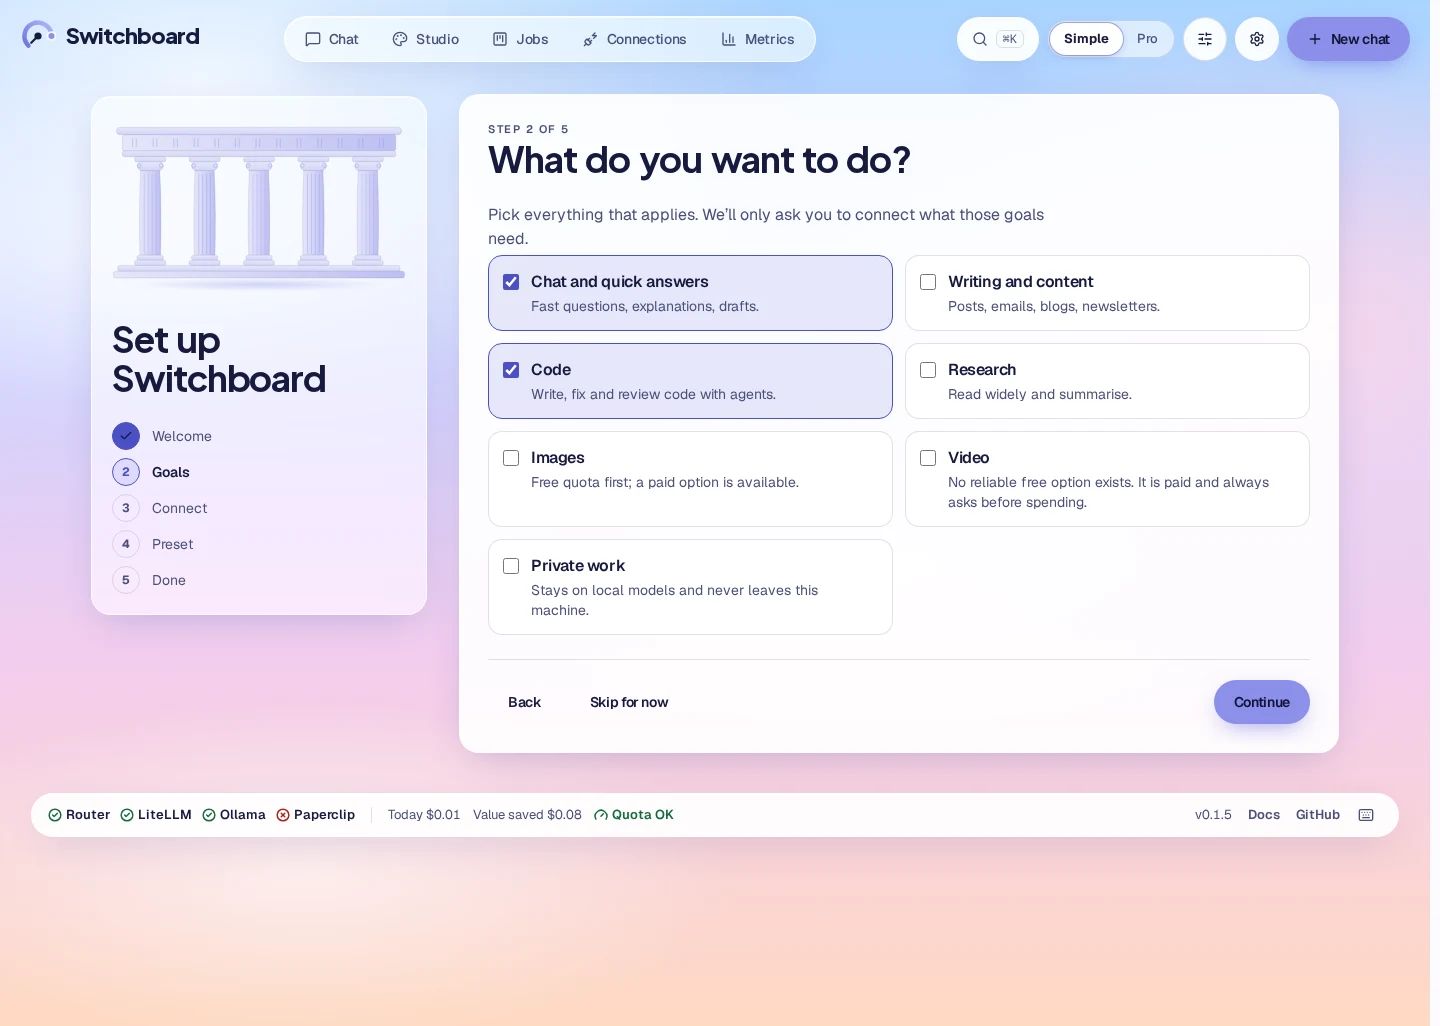 Switchboard
Chat
Studio
Jobs
Connections
Metrics
⌘K
Simple
Pro
New chat
Set up
Switchboard
Welcome
2
Goals
3
Connect
4
Preset
5
Done
STEP 2 OF 5
What do you want to do?
Pick everything that applies. We’ll only ask you to connect what those goals
need.
Chat and quick answers
Fast questions, explanations, drafts.
Writing and content
Posts, emails, blogs, newsletters.
Code
Write, fix and review code with agents.
Research
Read widely and summarise.
Images
Free quota first; a paid option is available.
Video
No reliable free option exists. It is paid and always
asks before spending.
Private work
Stays on local models and never leaves this
machine.
Back
Skip for now
Continue
Router
LiteLLM
Ollama
Paperclip
Today $0.01
Value saved $0.08
Quota OK
v0.1.5
Docs
GitHub